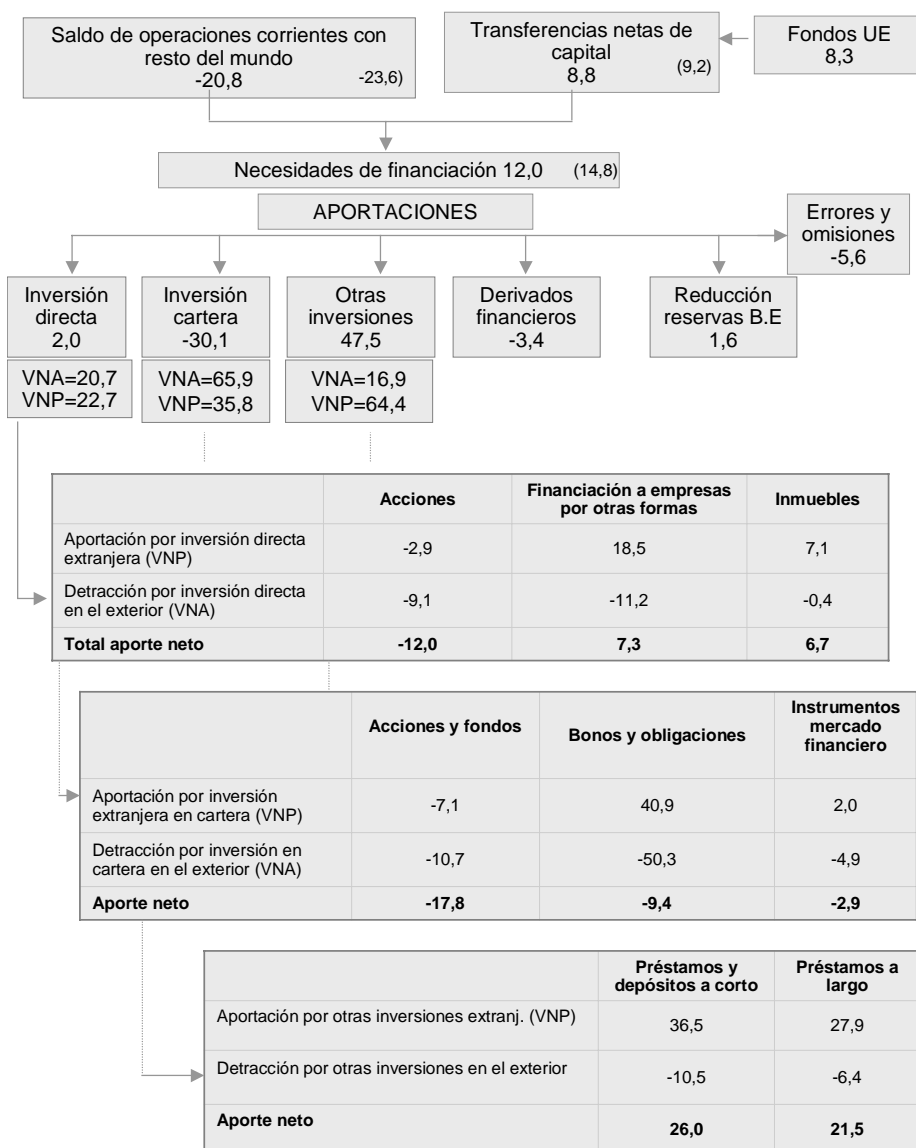 Saldo de operaciones corrientes con
resto del mundo
-20,8 -23,6)
Transferencias netas de
capital
8,8 (9,2)
Fondos UE
8,3
Necesidades de financiación 12,0 (14,8)
APORTACIONES
Errores y
omisiones
-5,6
Inversión
directa
2,0
Inversión
cartera
-30,1
Otras
inversiones
47,5
Derivados
financieros
-3,4
Reducción
reservas B.E
1,6
VNA=20,7
VNP=22,7
VNA=65,9
VNP=35,8
VNA=16,9
VNP=64,4
Acciones Financiación a empresas por otras formas Inmuebles
Aportación por inversión directa
extranjera (VNP) -2,9 18,5 7,1
Detracción por inversión directa
en el exterior (VNA) -9,1 -11,2 -0,4
Total aporte neto -12,0 7,3 6,7
Acciones y fondos Bonos y obligaciones Instrumentos mercado financiero
Aportación por inversión
extranjera en cartera (VNP) -7,1 40,9 2,0
Detracción por inversión en
cartera en el exterior (VNA) -10,7 -50,3 -4,9
Aporte neto -17,8 -9,4 -2,9
Préstamos y depósitos a corto Préstamos a largo
Aportación por otras inversiones extranj. (VNP) 36,5 27,9
Detracción por otras inversiones en el exterior -10,5 -6,4
Aporte neto 26,0 21,5